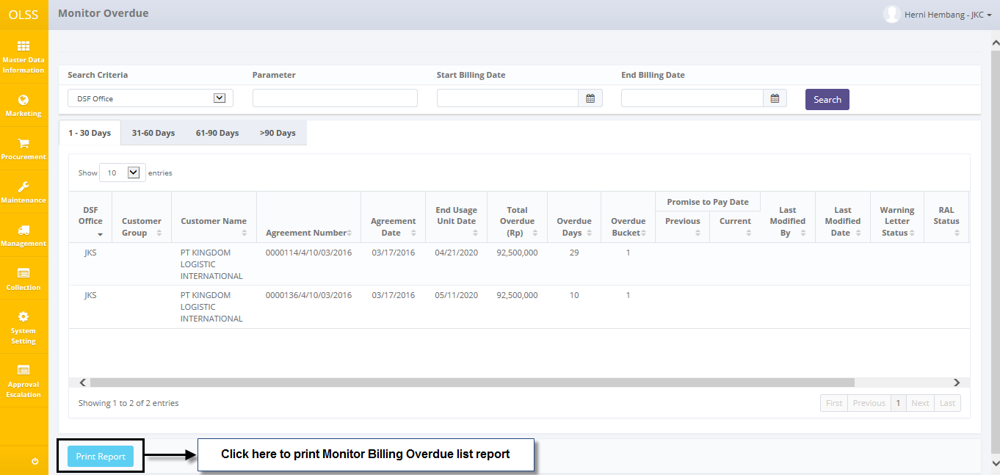 OLSS
Monitor Overdue
Herni Hembang - JKC
Master Data
Information
Marketing
Procurement
Maintenance
Management
Collection
System
Setting
Approval
Escalation
Search Criteria
Parameter
Start Billing Date
End Billing Date
DSF Office
Search
1 - 30 Days
31-60 Days
61-90 Days
>90 Days
Show 10 entries
DSF Office
Customer Group
Customer Name
Agreement Number
Agreement Date
End Usage Unit Date
Total Overdue (Rp)
Overdue Days
Overdue Bucket
Promise to Pay Date
Previous
Current
Last Modified By
Last Modified Date
Warning Letter Status
RAL Status
JKS PT KINGDOM 0000114/4/10/03/2016 03/17/2016 04/21/2020 92,500,000 29 1
LOGISTIC
INTERNATIONAL
JKS PT KINGDOM 0000136/4/10/03/2016 03/17/2016 05/11/2020 92,500,000 10 1
LOGISTIC
INTERNATIONAL
Showing 1 to 2 of 2 entries
First Previous 1 Next Last
Print Report
Click here to print Monitor Billing Overdue list report